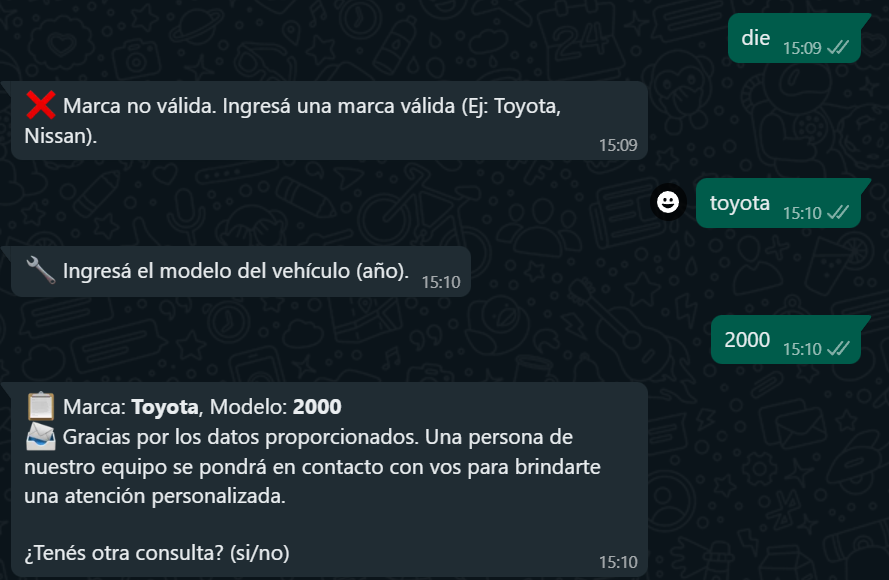 die 15:09
❌ Marca no válida. Ingresá una marca válida (Ej: Toyota,
Nissan).
15:09
toyota 15:10
🔧 Ingresá el modelo del vehículo (año). 15:10
2000 15:10
📋 Marca: Toyota, Modelo: 2000
📨 Gracias por los datos proporcionados. Una persona de
nuestro equipo se pondrá en contacto con vos para brindarte
una atención personalizada.
¿Tenés otra consulta? (si/no)
15:10